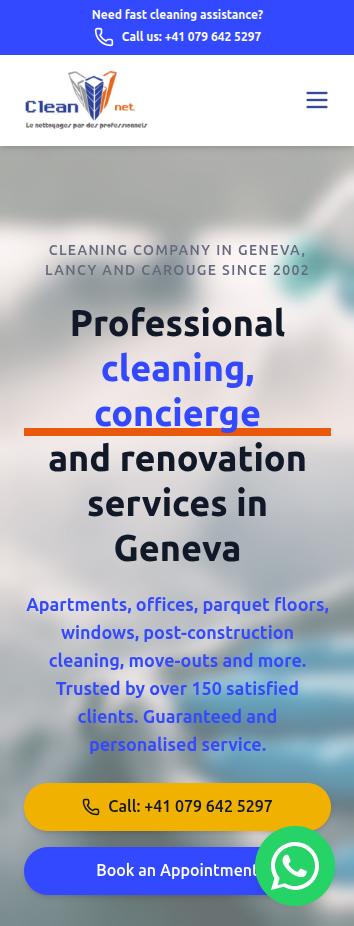 Need fast cleaning assistance?
Call us: +41 079 642 5297
Clean net.
Le nettoyages par des professionnels
CLEANING COMPANY IN GENEVA,
LANCY AND CAROUGE SINCE 2002
Professional
cleaning,
concierge
and renovation
services in
Geneva
Apartments, offices, parquet floors,
windows, post-construction
cleaning, move-outs and more.
Trusted by over 150 satisfied
clients. Guaranteed and
personalised service.
Call: +41 079 642 5297
Book an Appointment